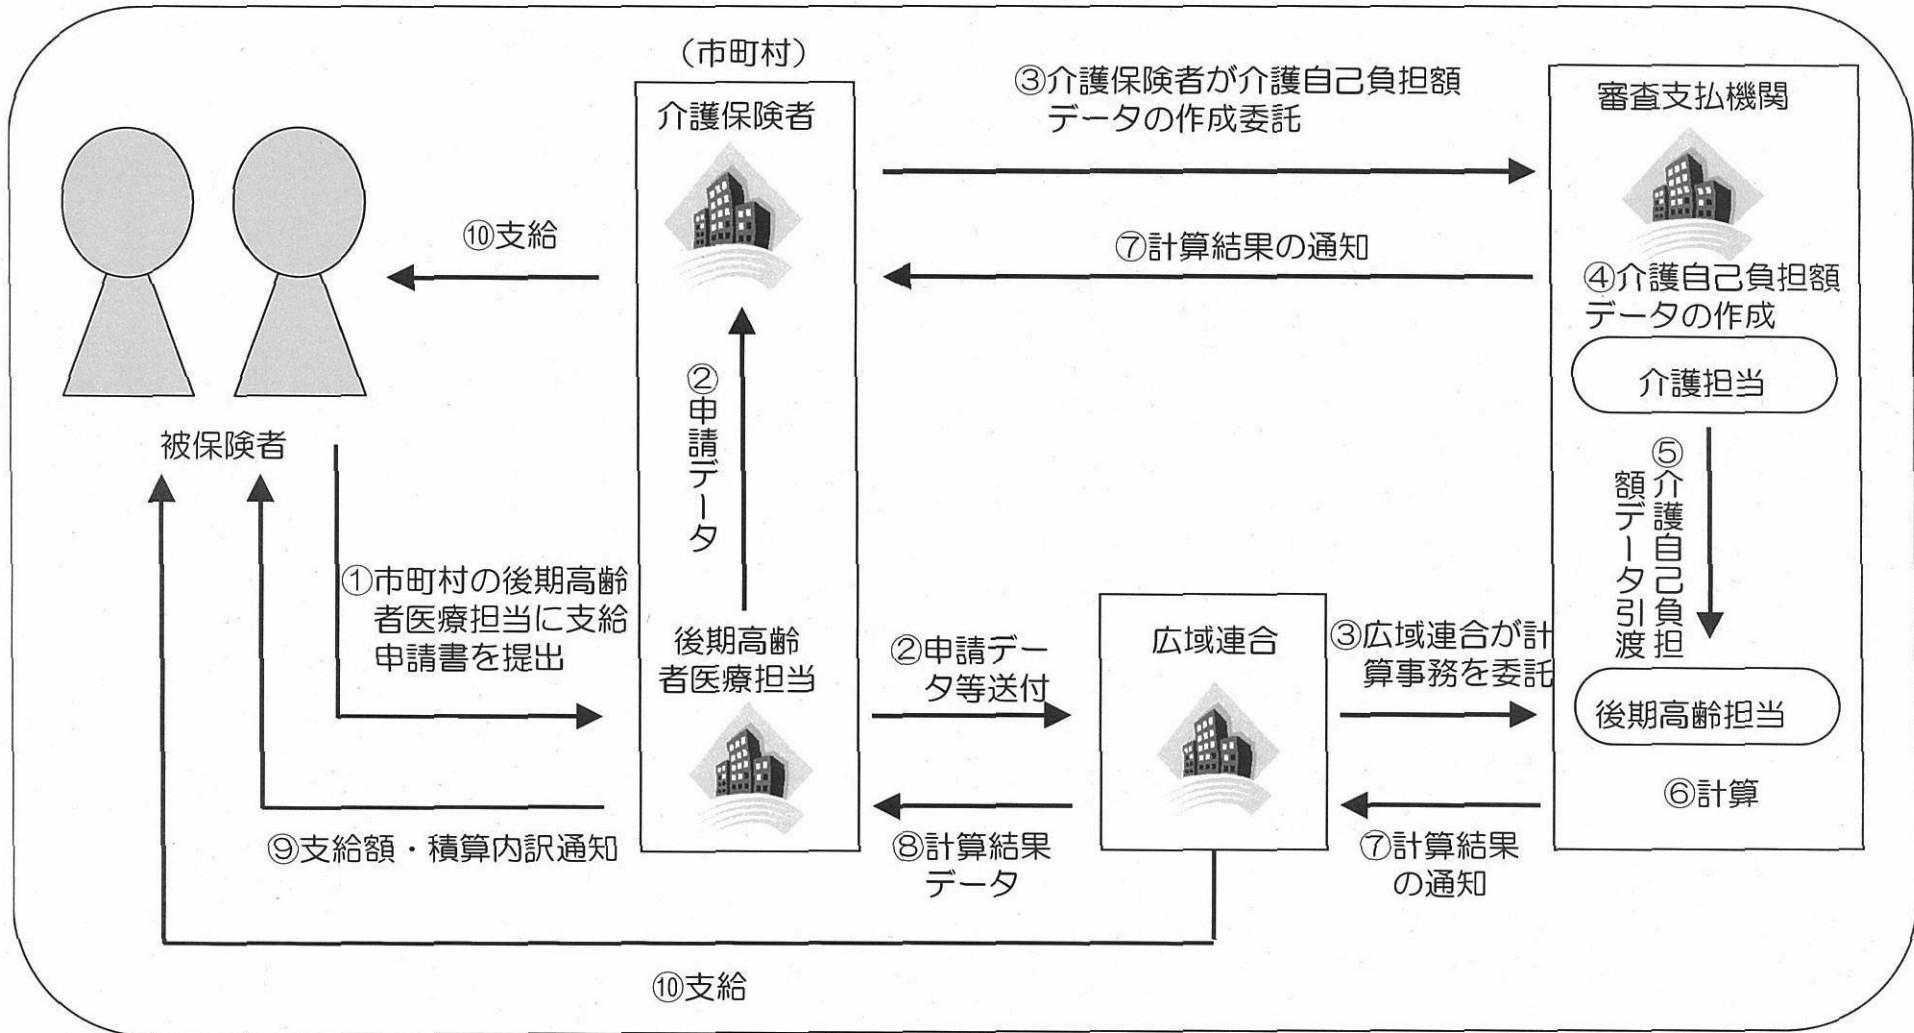 (市町村)
介護保険者
③介護保険者が介護自己負担額
データの作成委託
審査支払機関
⑩支給
⑦計算結果の通知
④介護自己負担額
データの作成
介護担当
②申請データ
⑤介護自己負担
額データ引渡
被保険者
①市町村の後期高齢
者医療担当に支給
申請書を提出
後期高齢
者医療担当
②申請デー
タ等送付
広域連合
③広域連合が計
算事務を委託
後期高齢担当
⑥計算
⑨支給額・積算内訳通知
⑧計算結果
データ
⑦計算結果
の通知
⑩支給